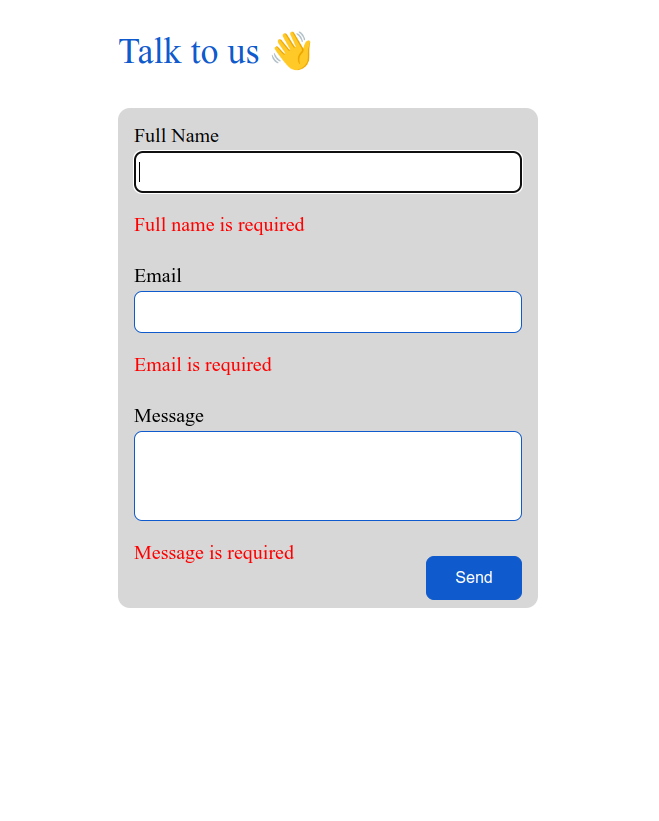 Talk to us 👋
Full Name
Full name is required
Email
Email is required
Message
Message is required
Send